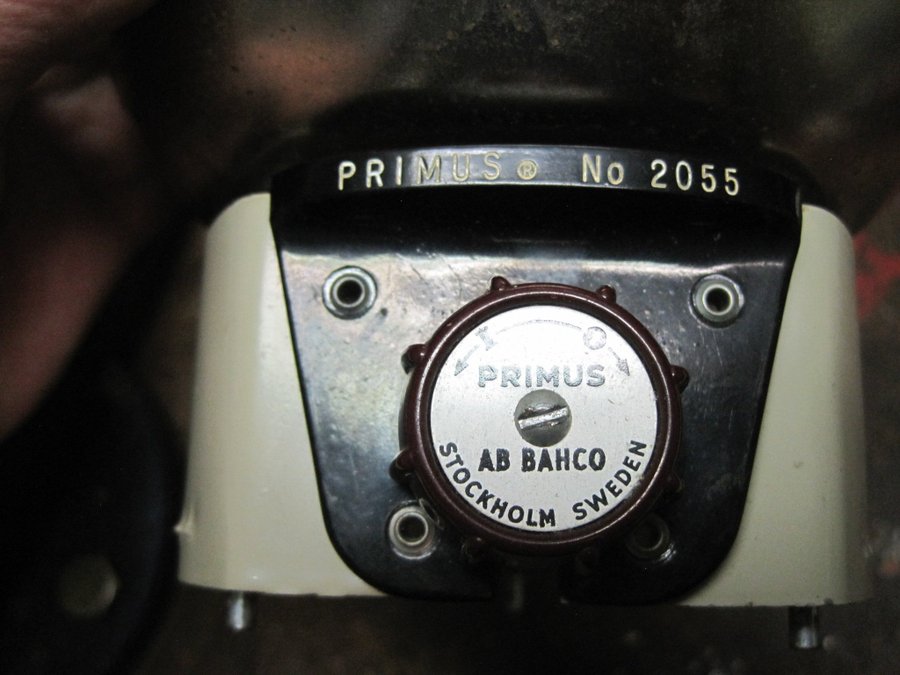 PRIMUS® No 2055
I O
PRIMUS
AB BAHCO
STOCKHOLM SWEDEN